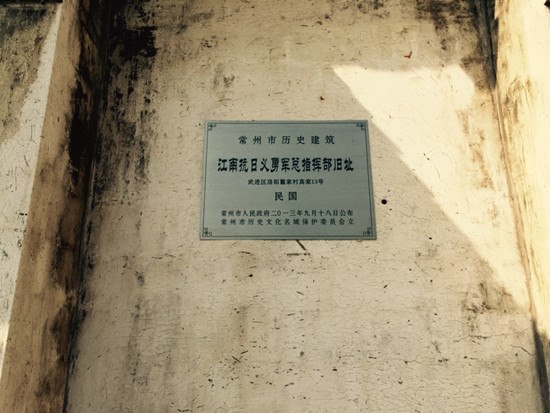 常州市历史建筑
江南抗日义勇军总指挥部旧址
武进区洛阳瞿家村高家13号
民国
常州市人民政府二〇一三年九月十八日公布
常州市历史文化名城保护委员会立